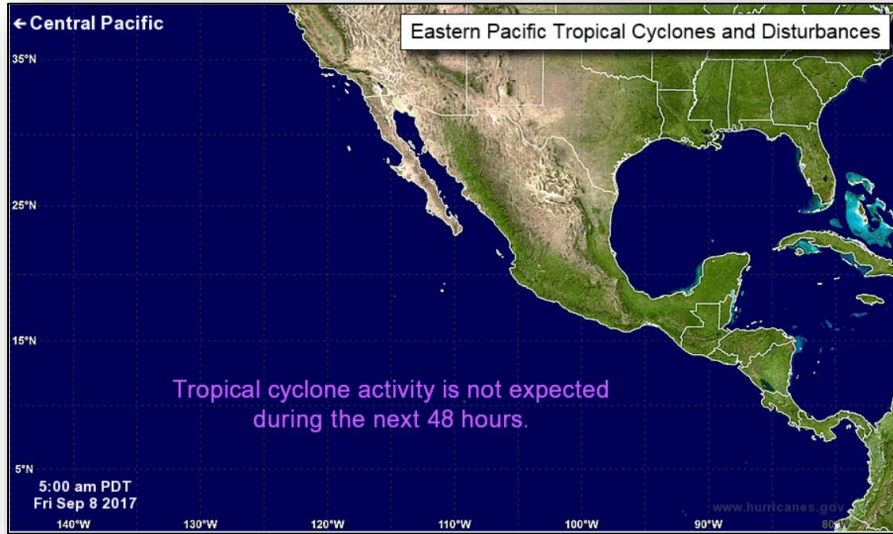 ← Central Pacific
Eastern Pacific Tropical Cyclones and Disturbances
35°N
25°N
15°N
Tropical cyclone activity is not expected
during the next 48 hours.
5°N
5:00 am PDT
Fri Sep 8 2017
www.hurricanes.gov
140°W
130°W
120°W
110°W
100°W
90°W
80°W